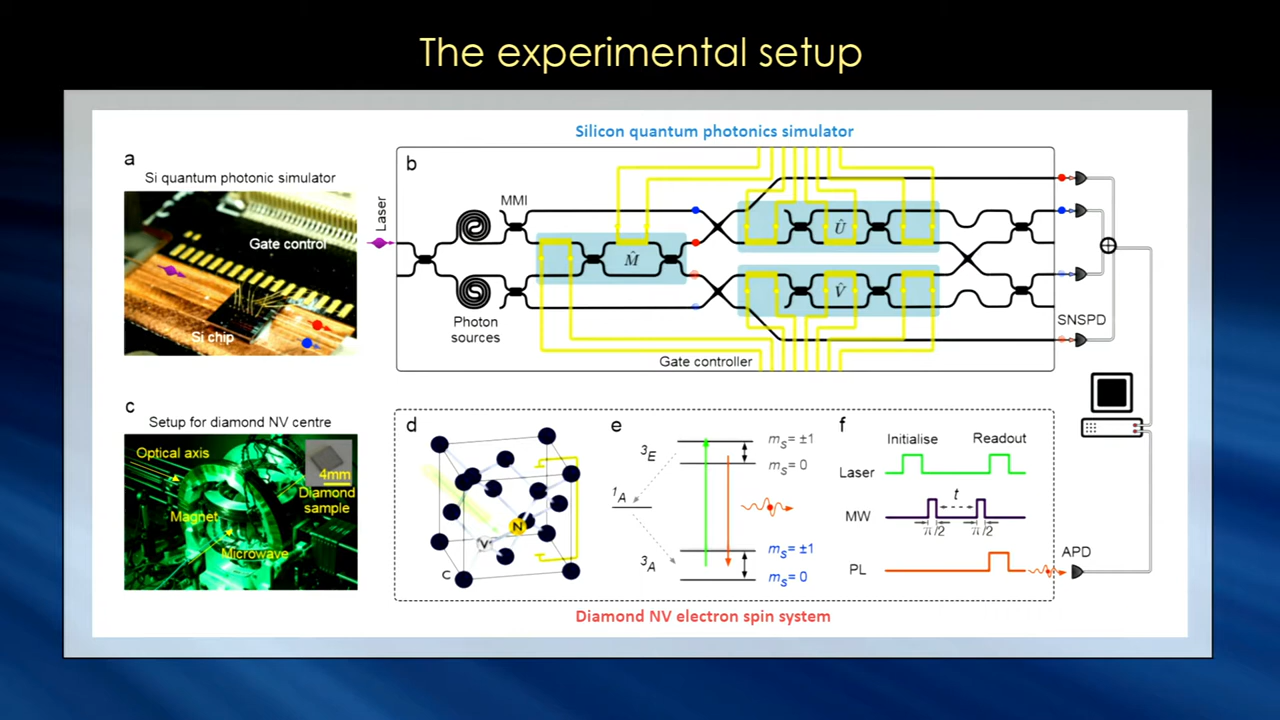 The experimental setup
Silicon quantum photonics simulator
a
Si quantum photonic simulator
Gate control
Si chip
b
Laser
MMI
Photon
sources
M̂
Û
V̂
Gate controller
SNSPD
c
Setup for diamond NV centre
Optical axis
4mm
Diamond
sample
Magnet
Microwave
d
N
V
C
e
³E
mₛ= ±1
mₛ= 0
¹A
³A
mₛ= ±1
mₛ= 0
f
Initialise
Readout
Laser
MW
t
π/2
π/2
PL
APD
Diamond NV electron spin system